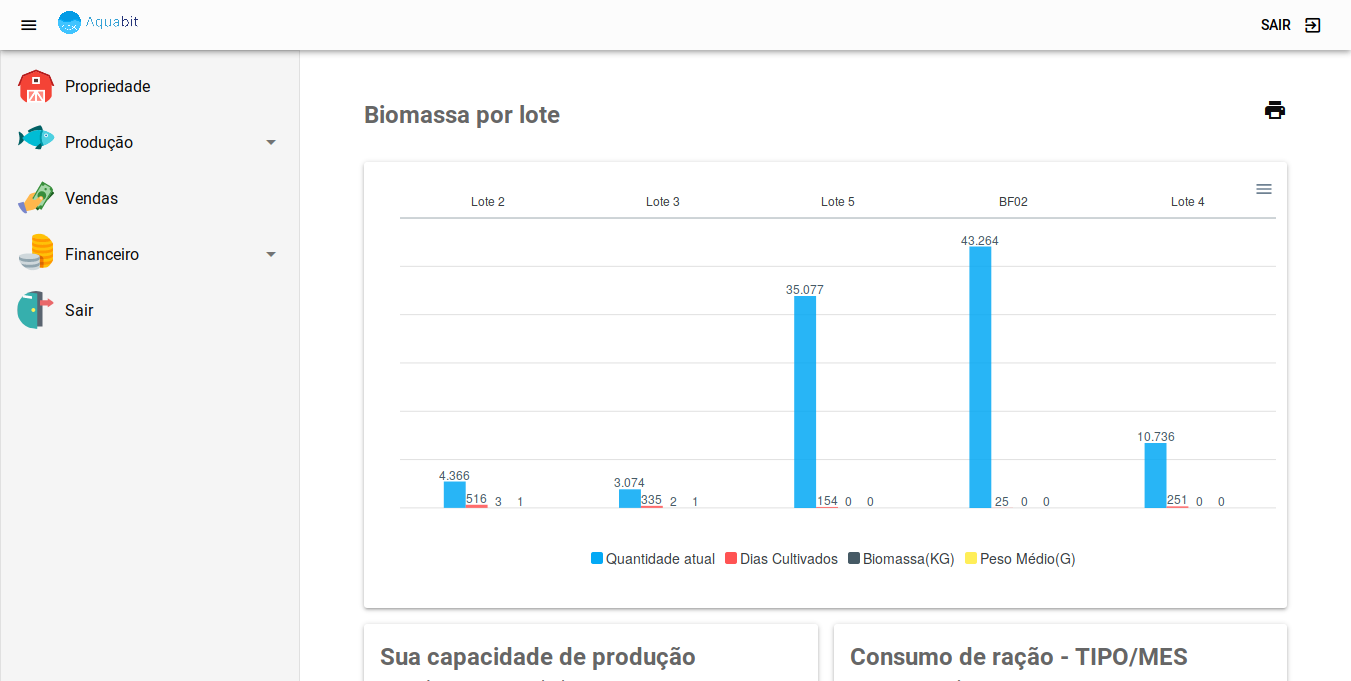 Aquabit
SAIR
Propriedade
Produção
Vendas
Financeiro
Sair
Biomassa por lote
Lote 2 Lote 3 Lote 5 BF02 Lote 4
43.264
35.077
10.736
4.366
3.074
516 3 1 335 2 1 154 0 0 25 0 0 251 0 0
Quantidade atual Dias Cultivados Biomassa(KG) Peso Médio(G)
Sua capacidade de produção
Consumo de ração - TIPO/MES